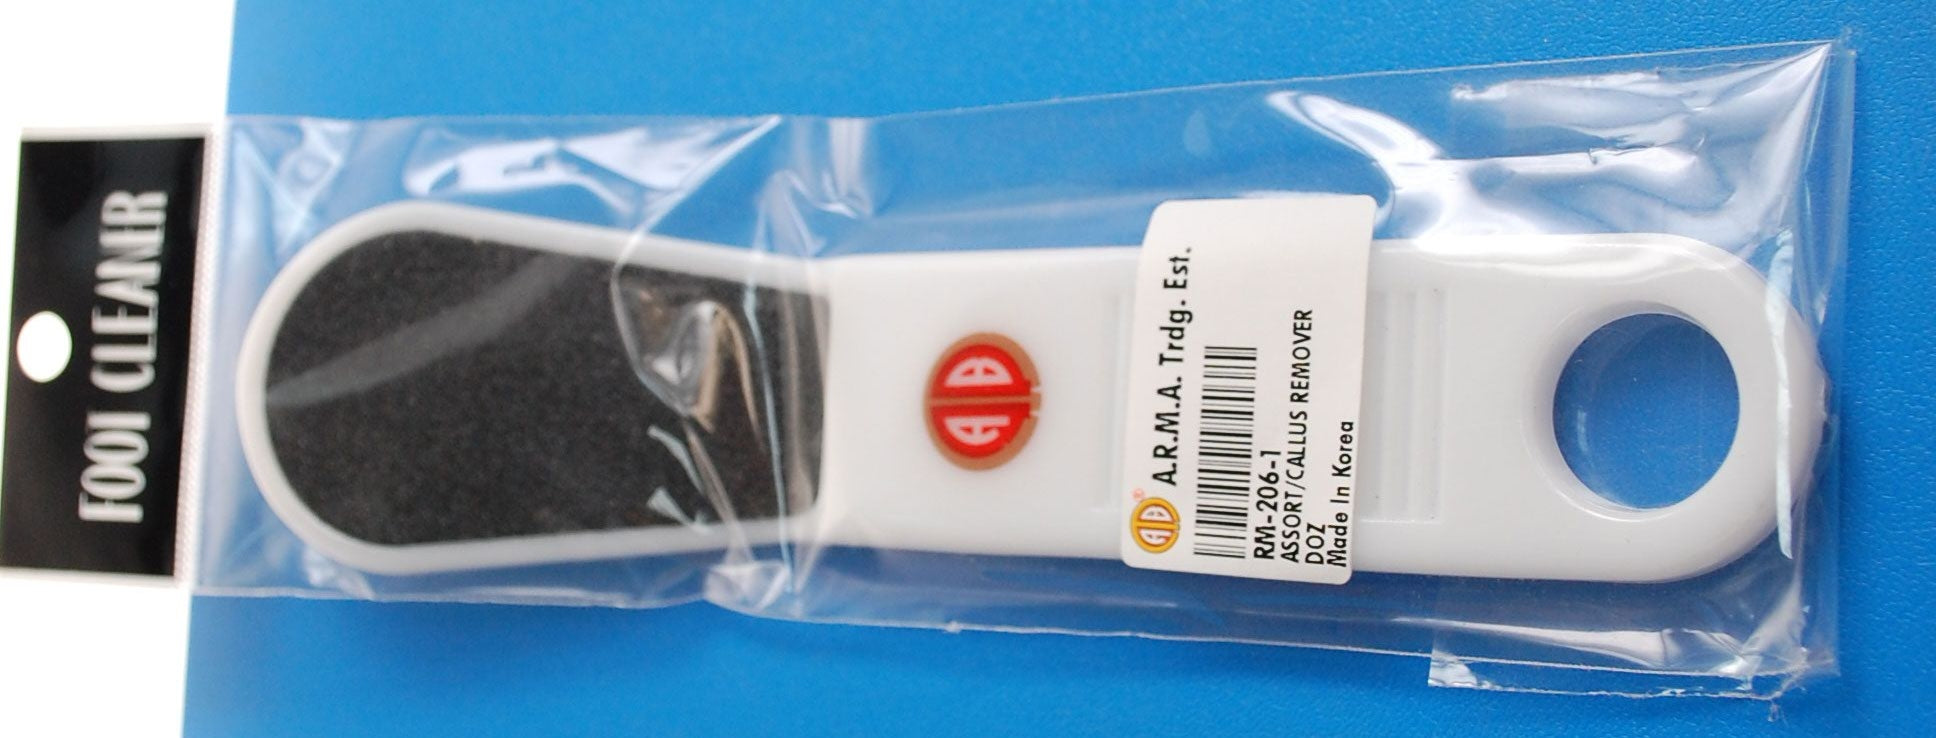 FOOT CLEANER
A.R.M.A. Trdg. Est.
RM-206-1
ASSORT/CALLUS REMOVER
DOZ
Made In Korea